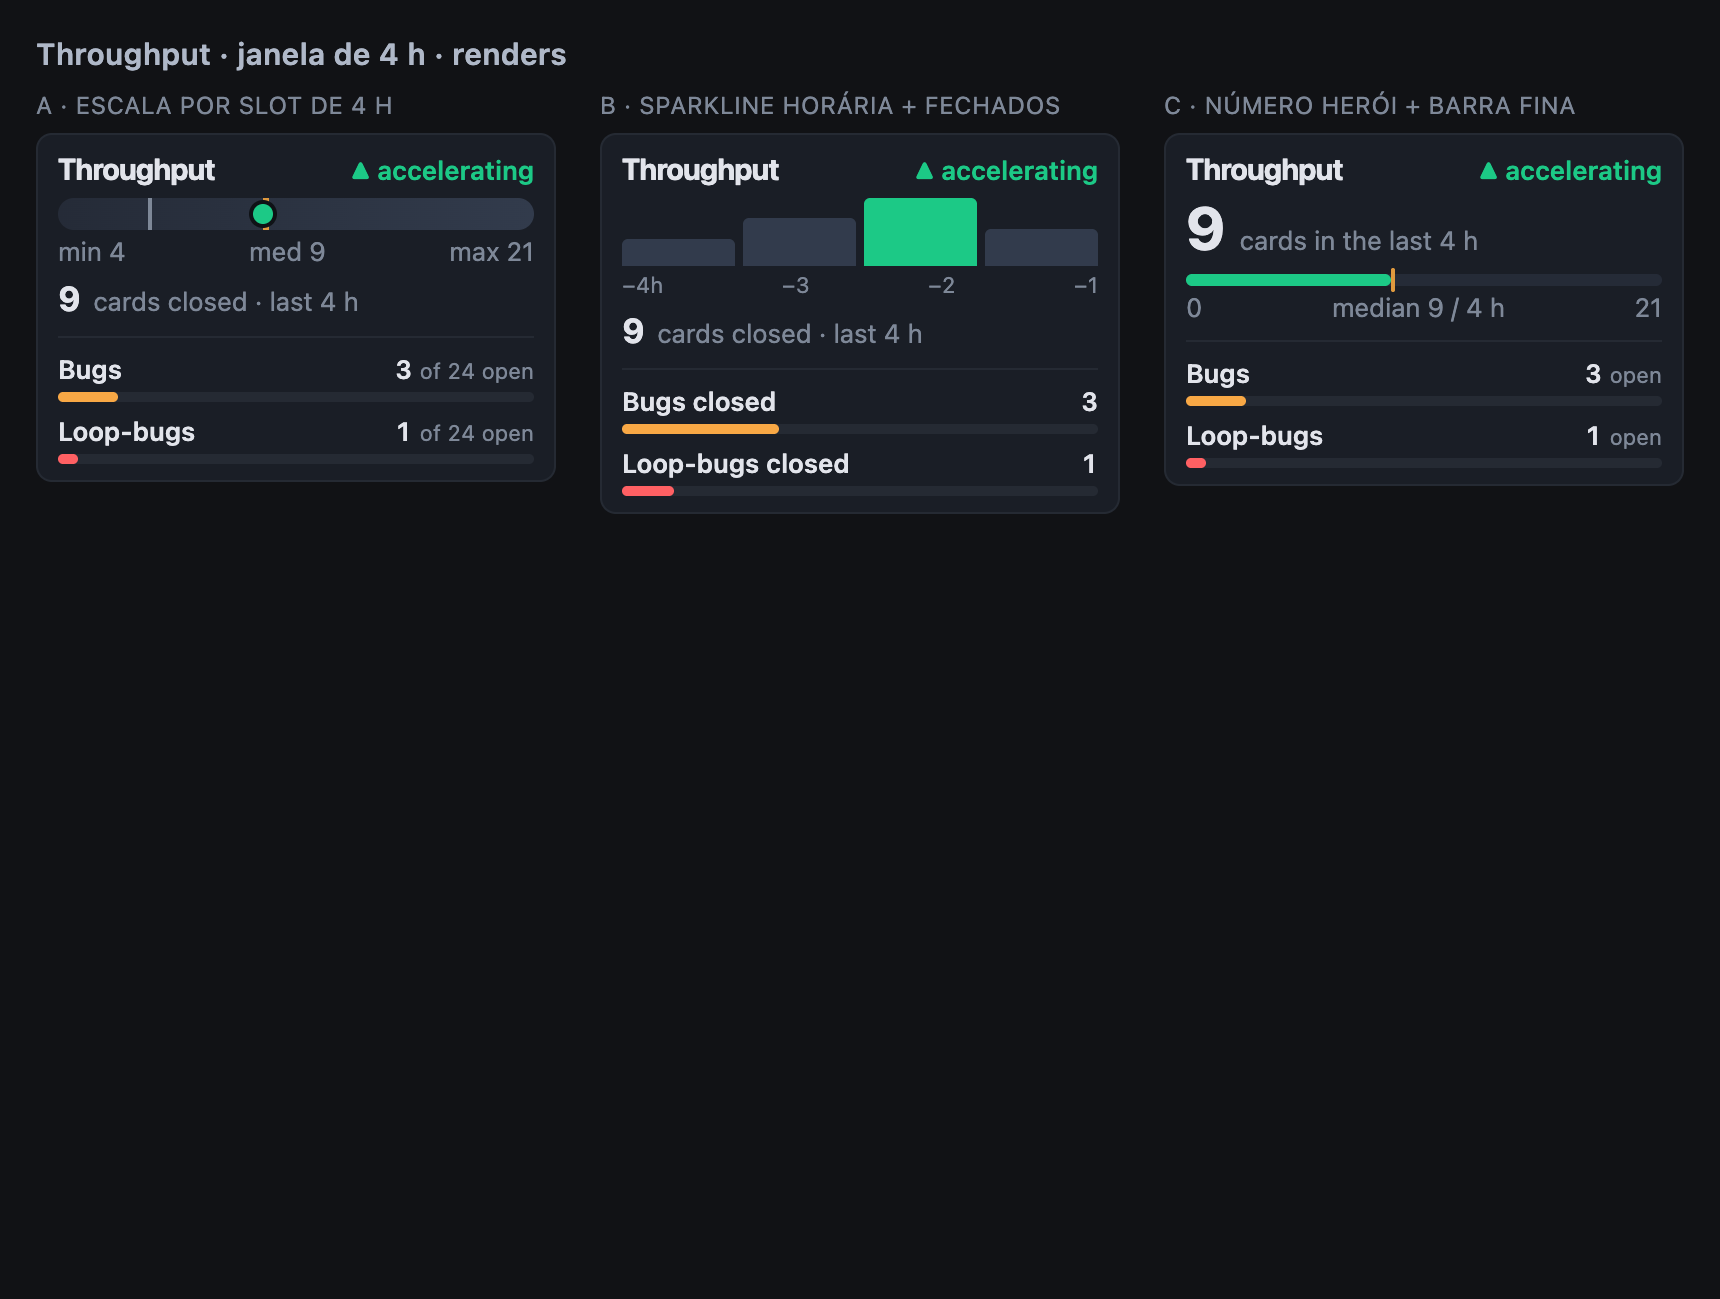 Throughput · janela de 4 h · renders
A · ESCALA POR SLOT DE 4 H
Throughput ▲ accelerating
min 4 med 9 max 21
9 cards closed · last 4 h
Bugs 3 of 24 open
Loop-bugs 1 of 24 open
B · SPARKLINE HORÁRIA + FECHADOS
Throughput ▲ accelerating
−4h −3 −2 −1
9 cards closed · last 4 h
Bugs closed 3
Loop-bugs closed 1
C · NÚMERO HERÓI + BARRA FINA
Throughput ▲ accelerating
9 cards in the last 4 h
0 median 9 / 4 h 21
Bugs 3 open
Loop-bugs 1 open